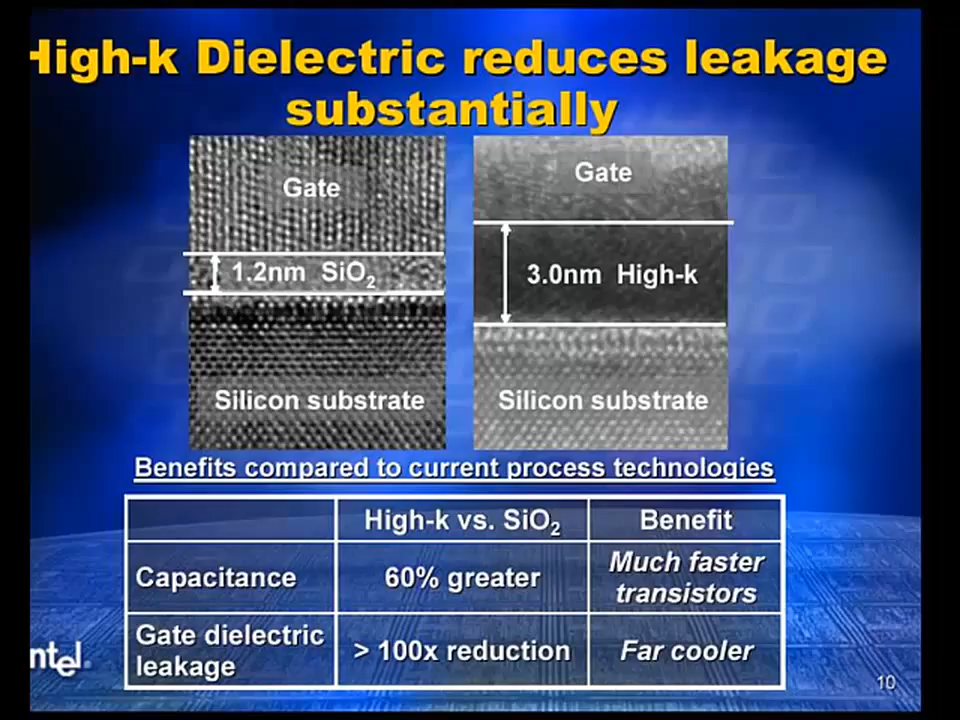 High-k Dielectric reduces leakage
substantially
Gate
Gate
1.2nm SiO2
3.0nm High-k
Silicon substrate
Silicon substrate
Benefits compared to current process technologies
High-k vs. SiO2
Benefit
Capacitance
60% greater
Much faster
transistors
Gate dielectric
leakage
> 100x reduction
Far cooler
ntel.
10